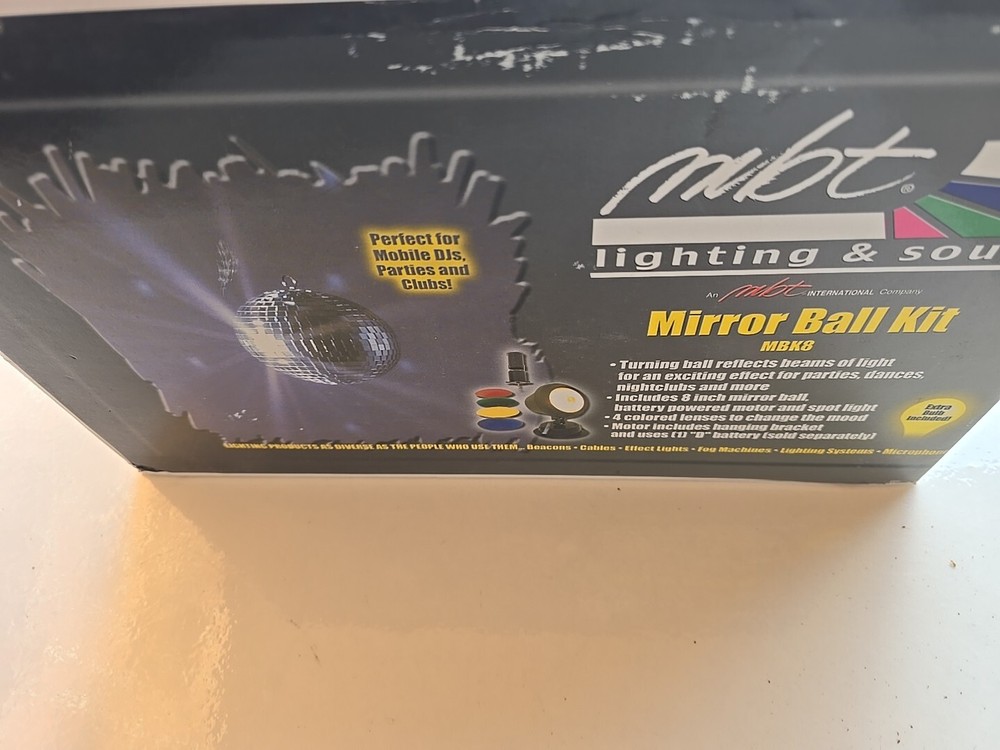 mbt®
lighting & sou
An mbt INTERNATIONAL Company
Mirror Ball Kit
MBK8
• Turning ball reflects beams of light
for an exciting effect for parties, dances,
nightclubs and more
• Includes 8 inch mirror ball,
battery powered motor and spot light
• 4 colored lenses to change the mood
• Motor includes hanging bracket
and uses (1) "D" battery (sold separately)
Perfect for
Mobile DJs,
Parties and
Clubs!
Extra
Bulb
Included!
LIGHTING PRODUCTS AS DIVERSE AS THE PEOPLE WHO USE THEM... Beacons - Cables - Effect Lights - Fog Machines - Lighting Systems - Microphon